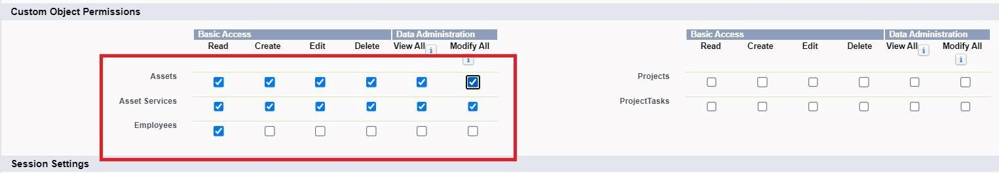 Custom Object Permissions
Basic Access Data Administration Basic Access Data Administration
Read Create Edit Delete View All i Modify All i Read Create Edit Delete View All i Modify All i
Assets Projects
Asset Services ProjectTasks
Employees
Session Settings